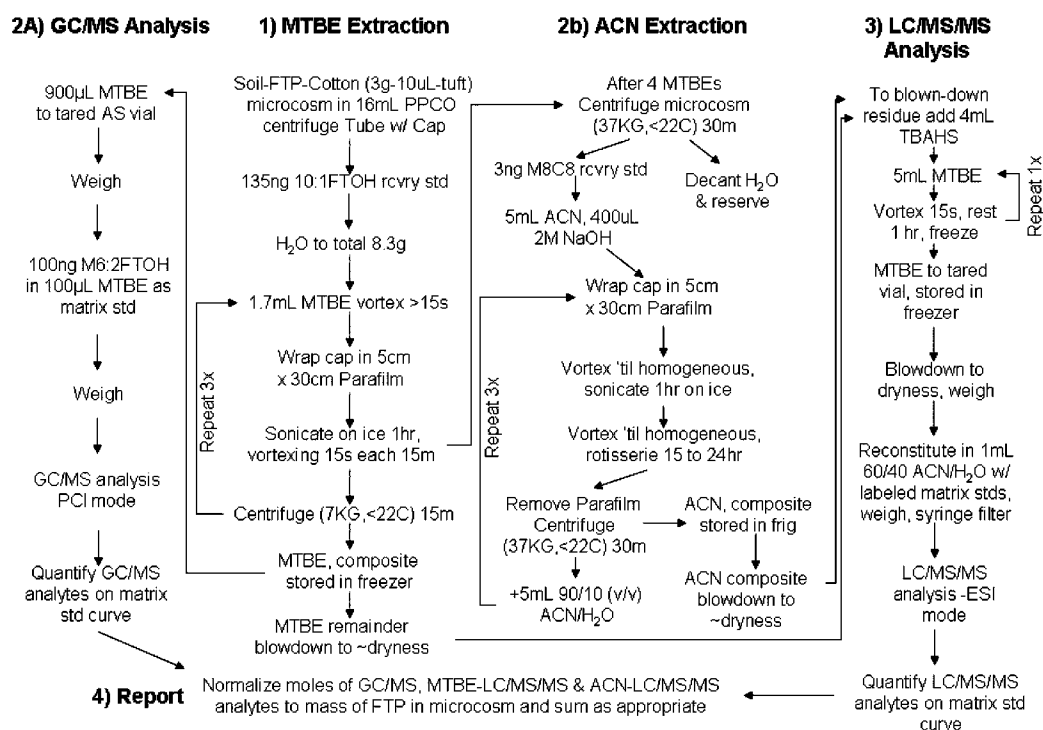 2A) GC/MS Analysis
900µL MTBE
to tared AS vial
Weigh
100ng M6:2FTOH
in 100µL MTBE as
matrix std
Weigh
GC/MS analysis
PCI mode
Quantify GC/MS
analytes on matrix
std curve
1) MTBE Extraction
Soil-FTP-Cotton (3g-10uL-tuft)
microcosm in 16mL PPCO
centrifuge Tube w/ Cap
135ng 10:1FTOH rcvry std
H₂O to total 8.3g
1.7mL MTBE vortex >15s
Wrap cap in 5cm
x 30cm Parafilm
Repeat 3x
Sonicate on ice 1hr,
vortexing 15s each 15m
Centrifuge (7KG,<22C) 15m
MTBE, composite
stored in freezer
MTBE remainder
blowdown to ~dryness
2b) ACN Extraction
After 4 MTBEs
Centrifuge microcosm
(37KG,<22C) 30m
3ng M8C8 rcvry std
Decant H₂O
& reserve
5mL ACN, 400uL
2M NaOH
Wrap cap in 5cm
x 30cm Parafilm
Vortex 'til homogeneous,
sonicate 1hr on ice
Repeat 3x
Vortex 'til homogeneous,
rotisserie 15 to 24hr
Remove Parafilm
Centrifuge
(37KG,<22C) 30m
ACN, composite
stored in frig
+5mL 90/10 (v/v)
ACN/H₂O
ACN composite
blowdown to
~dryness
3) LC/MS/MS
Analysis
To blown-down
residue add 4mL
TBAHS
5mL MTBE
Vortex 15s, rest
1 hr, freeze
Repeat 1x
MTBE to tared
vial, stored in
freezer
Blowdown to
dryness, weigh
Reconstitute in 1mL
60/40 ACN/H₂O w/
labeled matrix stds,
weigh, syringe filter
LC/MS/MS
analysis -ESI
mode
Quantify LC/MS/MS
analytes on matrix std
curve
4) Report
Normalize moles of GC/MS, MTBE-LC/MS/MS & ACN-LC/MS/MS
analytes to mass of FTP in microcosm and sum as appropriate